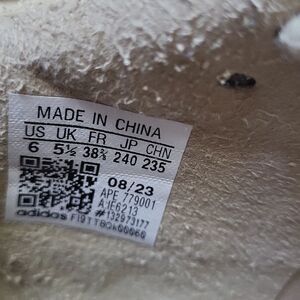 MADE IN CHINA
US UK FR JP CHN
6 5½ 38⅔ 240 235
08/23
APE 779001
#132973177
adidas